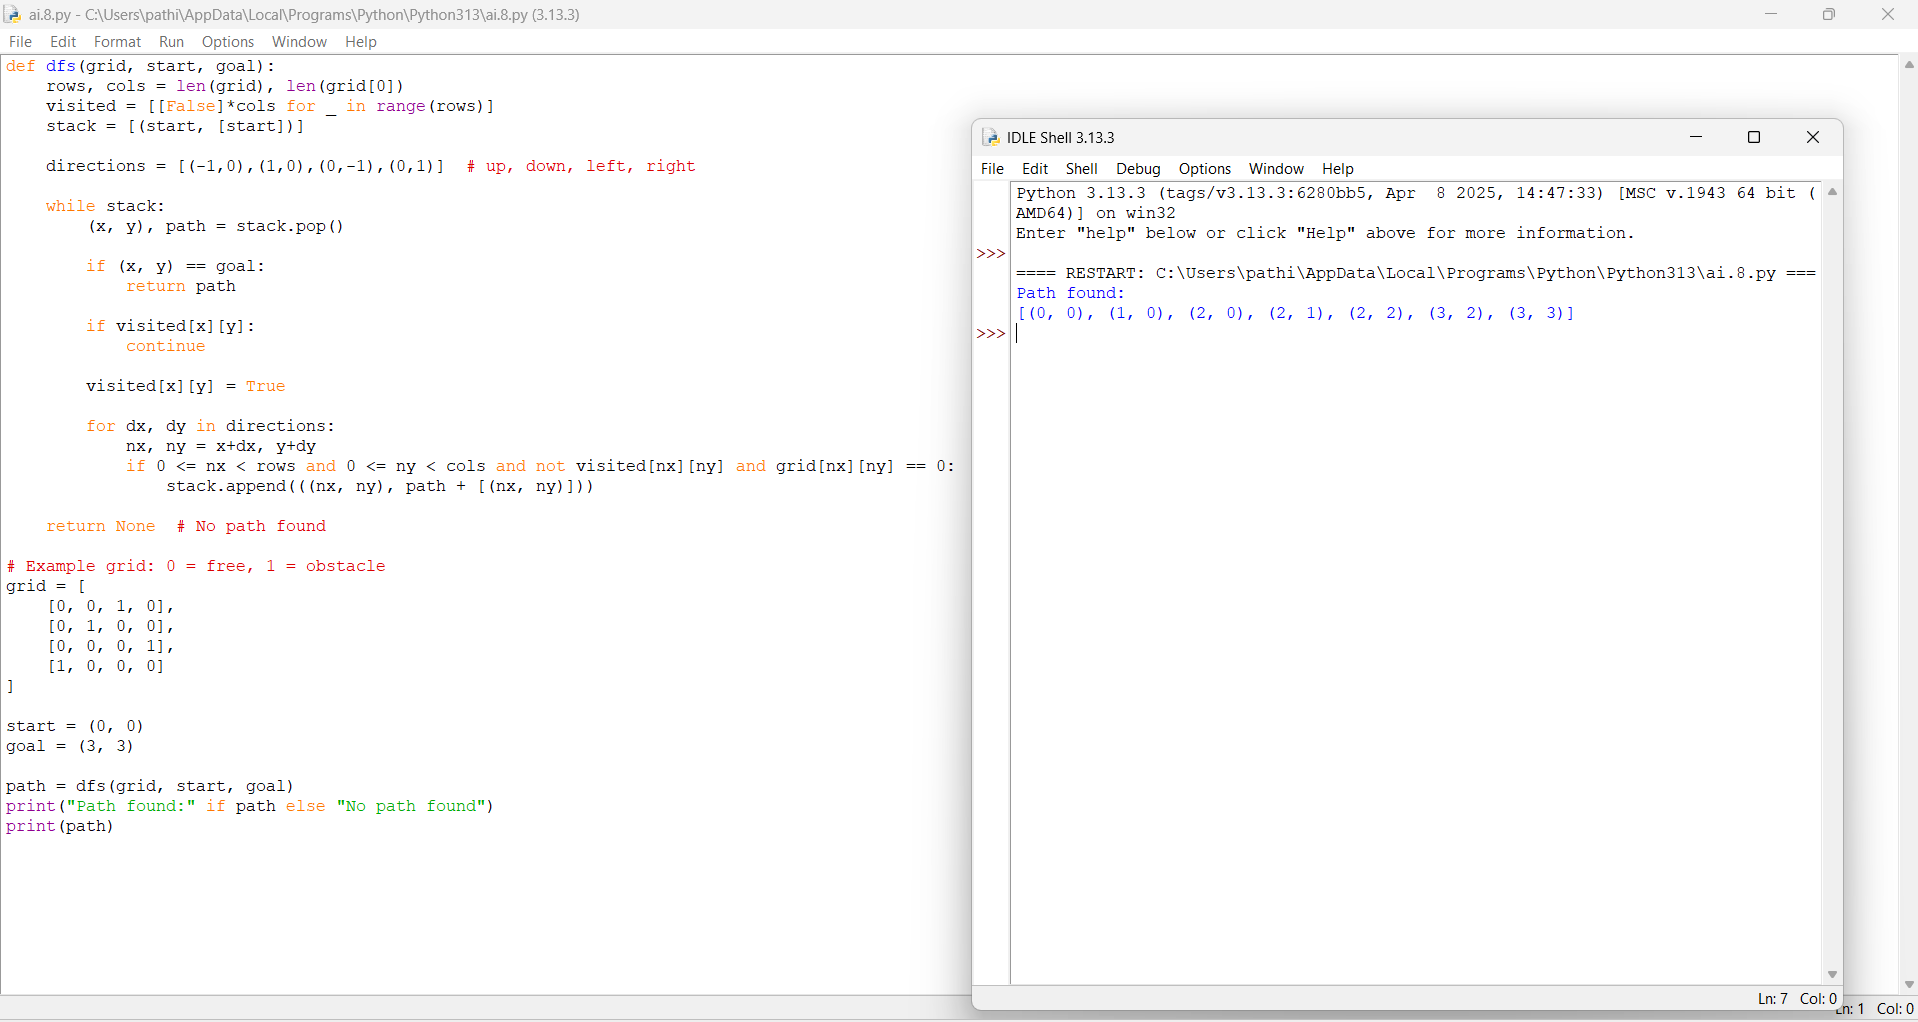 ai.8.py - C:\Users\pathi\AppData\Local\Programs\Python\Python313\ai.8.py (3.13.3)
File Edit Format Run Options Window Help
def dfs(grid, start, goal):
    rows, cols = len(grid), len(grid[0])
    visited = [[False]*cols for _ in range(rows)]
    stack = [(start, [start])]
    directions = [(-1,0),(1,0),(0,-1),(0,1)]  # up, down, left, right
    while stack:
        (x, y), path = stack.pop()
        if (x, y) == goal:
            return path
        if visited[x][y]:
            continue
        visited[x][y] = True
        for dx, dy in directions:
            nx, ny = x+dx, y+dy
            if 0 <= nx < rows and 0 <= ny < cols and not visited[nx][ny] and grid[nx][ny] == 0:
                stack.append(((nx, ny), path + [(nx, ny)]))
    return None  # No path found
# Example grid: 0 = free, 1 = obstacle
grid = [
    [0, 0, 1, 0],
    [0, 1, 0, 0],
    [0, 0, 0, 1],
    [1, 0, 0, 0]
]
start = (0, 0)
goal = (3, 3)
path = dfs(grid, start, goal)
print("Path found:" if path else "No path found")
print(path)
IDLE Shell 3.13.3
File Edit Shell Debug Options Window Help
Python 3.13.3 (tags/v3.13.3:6280bb5, Apr  8 2025, 14:47:33) [MSC v.1943 64 bit (
AMD64)] on win32
Enter "help" below or click "Help" above for more information.
>>>
==== RESTART: C:\Users\pathi\AppData\Local\Programs\Python\Python313\ai.8.py ===
Path found:
[(0, 0), (1, 0), (2, 0), (2, 1), (2, 2), (3, 2), (3, 3)]
>>>
Ln: 7 Col: 0
Ln: 1 Col: 0